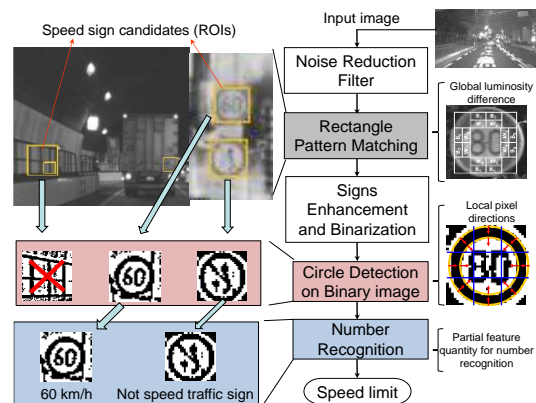 Speed sign candidates (ROIs)
Input image
Noise Reduction
Filter
Global luminosity
difference
Rectangle
Pattern Matching
Signs
Enhancement
and Binarization
Local pixel
directions
Circle Detection
on Binary image
60
Number
Recognition
Partial feature
quantity for number
recognition
60
60 km/h
Not speed traffic sign
Speed limit